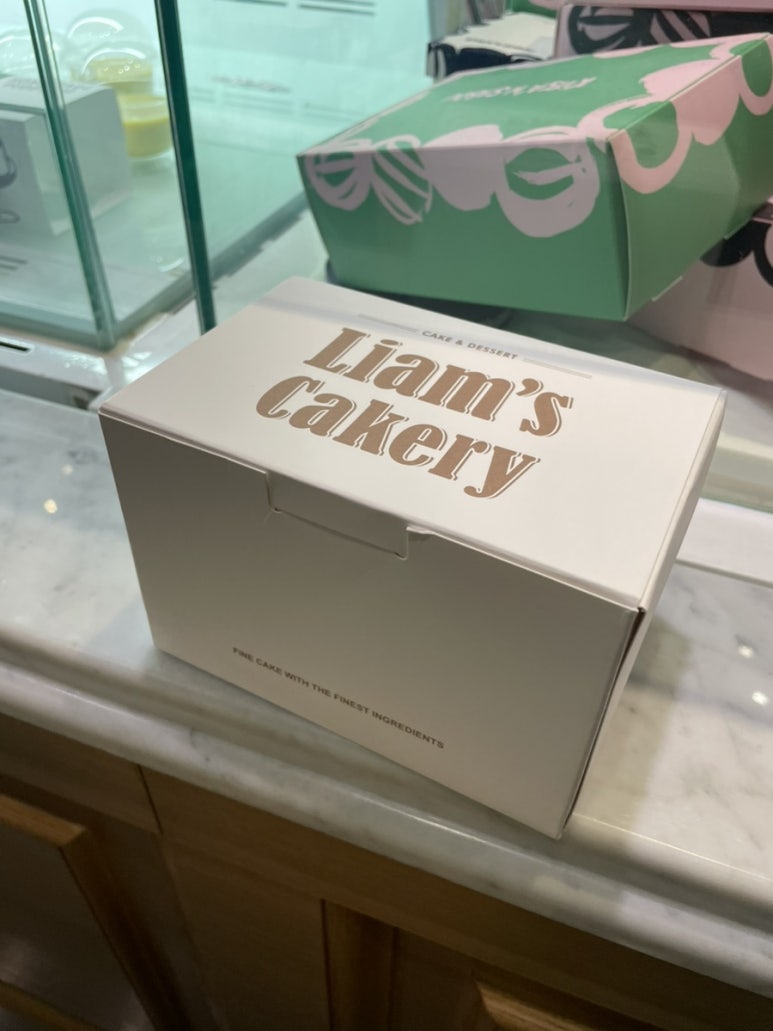 CAKE & DESSERT
Liam's
Cakery
FINE CAKE WITH THE FINEST INGREDIENTS